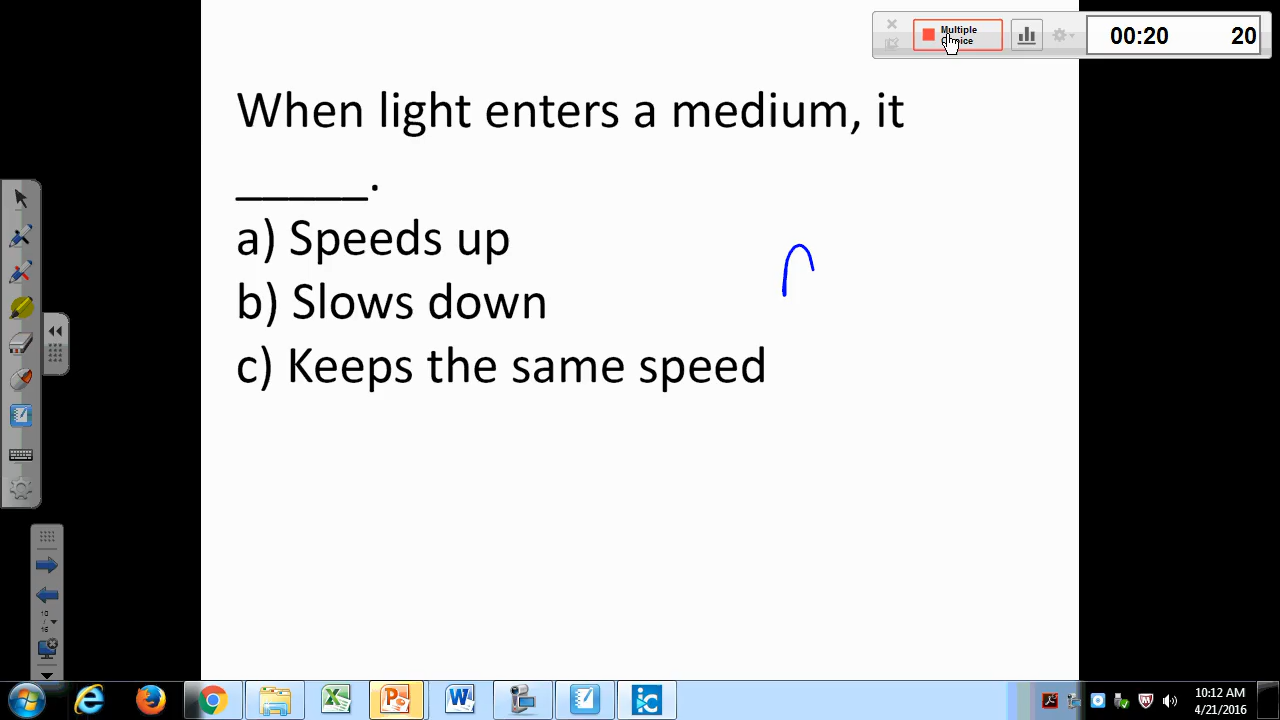 Multiple
Choice
00:20 20
When light enters a medium, it
_____.
a) Speeds up
b) Slows down
c) Keeps the same speed
10:12 AM
4/21/2016